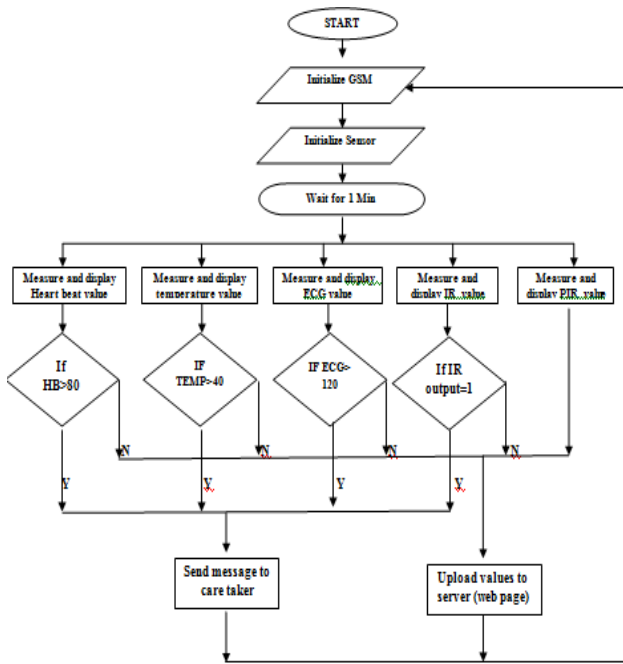 START
Initialize GSM
Initialize Sensor
Wait for 1 Min
Measure and display
Heart beat value
Measure and display
temperature value
Measure and display
ECG value
Measure and
display IR value
Measure and
display PIR value
If
HB>80
IF
TEMP>40
IF ECG>
120
If IR
output=1
N
N
N
N
Y
Y
Y
Y
Send message to
care taker
Upload values to
server (web page)